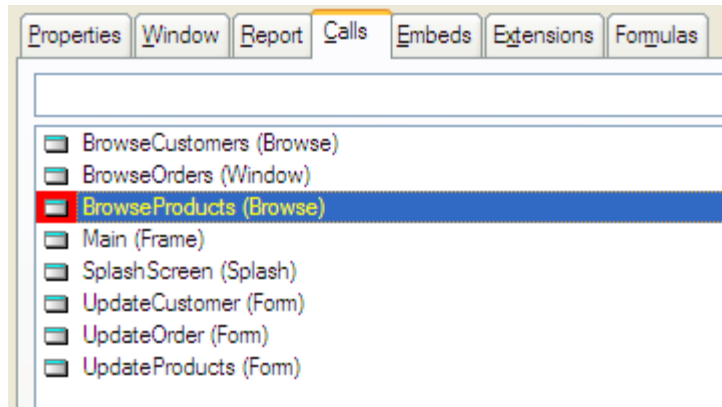 Properties Window Report Calls Embeds Extensions Formulas
BrowseCustomers (Browse)
BrowseOrders (Window)
BrowseProducts (Browse)
Main (Frame)
SplashScreen (Splash)
UpdateCustomer (Form)
UpdateOrder (Form)
UpdateProducts (Form)